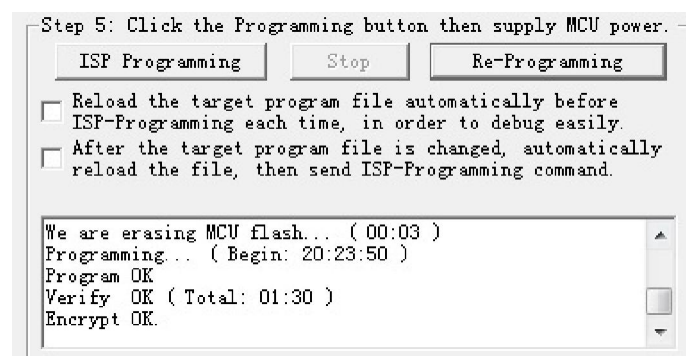 Step 5: Click the Programming button then supply MCU power.
ISP Programming Stop Re-Programming
Reload the target program file automatically before
ISP-Programming each time, in order to debug easily.
After the target program file is changed, automatically
reload the file, then send ISP-Programming command.
We are erasing MCU flash... ( 00:03 )
Programming... ( Begin: 20:23:50 )
Program OK
Verify OK ( Total: 01:30 )
Encrypt OK.